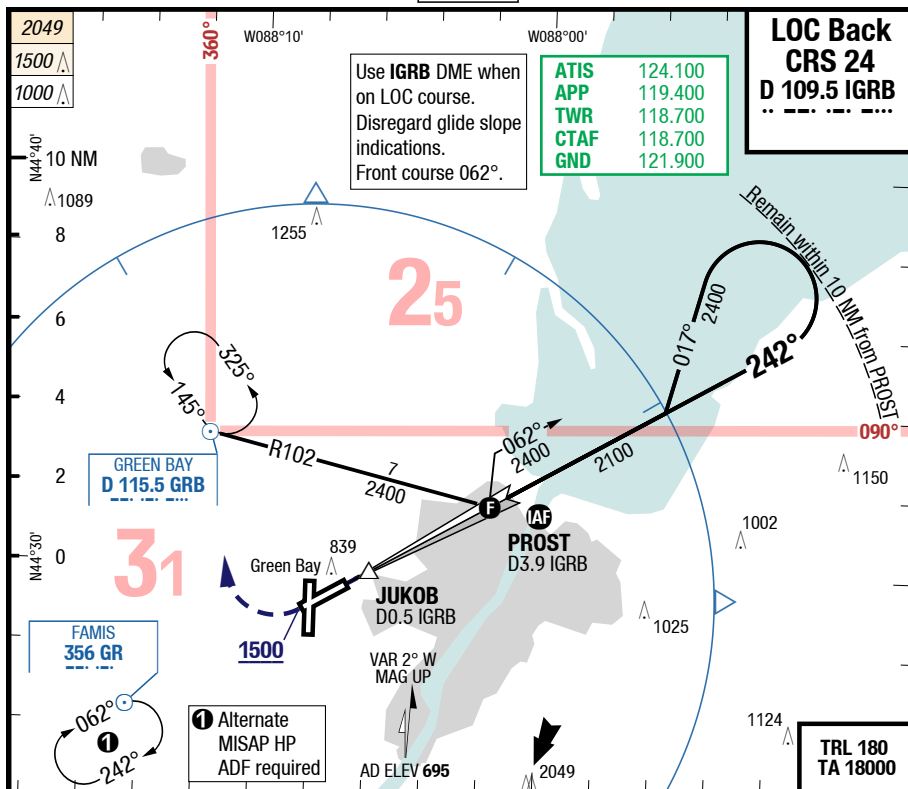 2049
1500
1000
360°
W088°10'
W088°00'
LOC Back
CRS 24
D 109.5 IGRB
Use IGRB DME when
on LOC course.
Disregard glide slope
indications.
Front course 062°.
ATIS 124.100
APP 119.400
TWR 118.700
CTAF 118.700
GND 121.900
N44°40'
10 NM
1089
8
1255
Remain within 10 NM from PROST
25
6
017°
2400
242°
325°
145°
4
090°
R102
7
2400
062°
2400
2100
GREEN BAY
D 115.5 GRB
2
1150
F
IAF
PROST
D3.9 IGRB
1002
31
N44°30'
0
839
Green Bay
JUKOB
D0.5 IGRB
1025
1500
FAMIS
356 GR
VAR 2° W
MAG UP
062°
1
242°
1 Alternate
MISAP HP
ADF required
1124
AD ELEV 695
2049
TRL 180
TA 18000